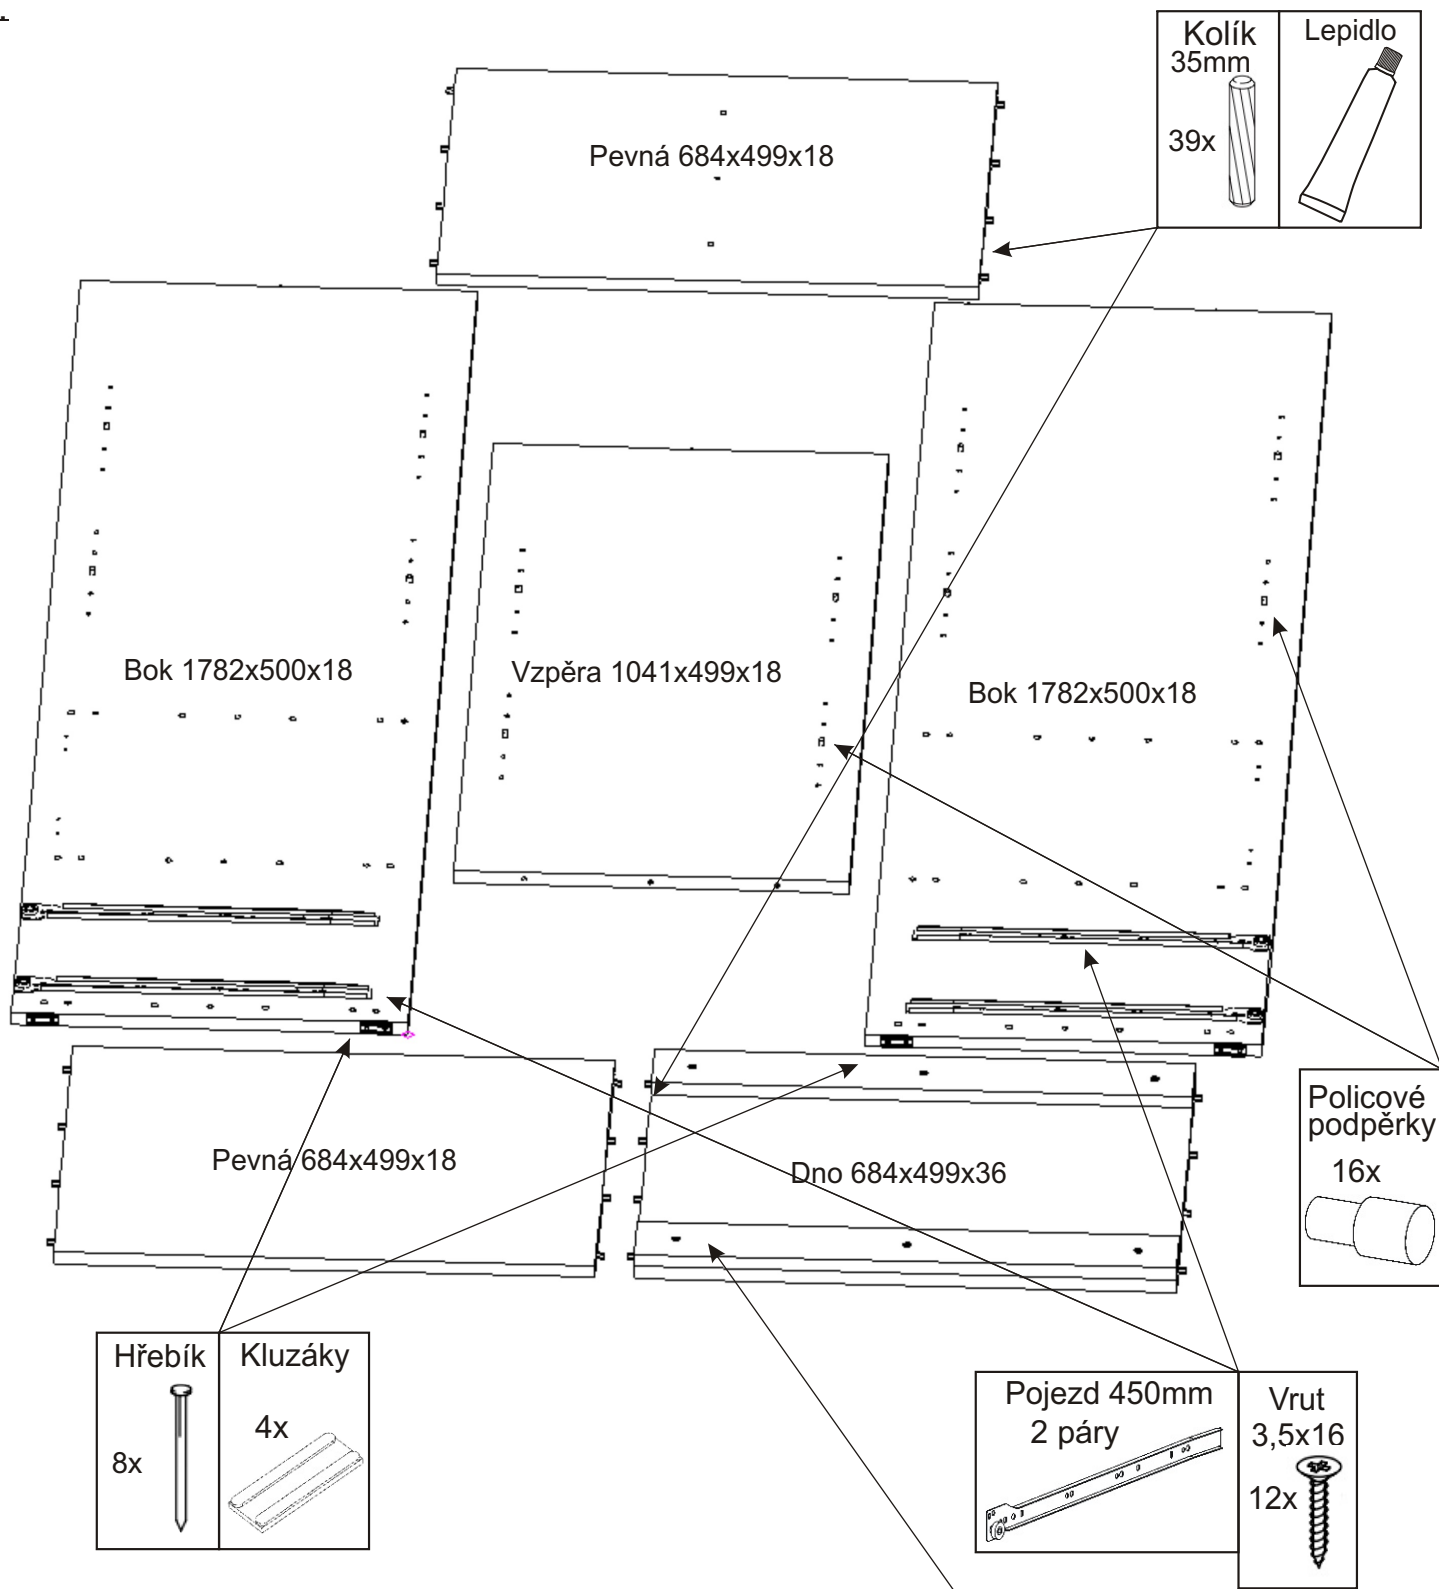 Kolík
35mm
39x
Lepidlo
Pevná 684x499x18
Bok 1782x500x18
Vzpěra 1041x499x18
Bok 1782x500x18
Policové
podpěrky
16x
Pevná 684x499x18
Dno 684x499x36
Hřebík
8x
Kluzáky
4x
Pojezd 450mm
2 páry
Vrut
3,5x16
12x